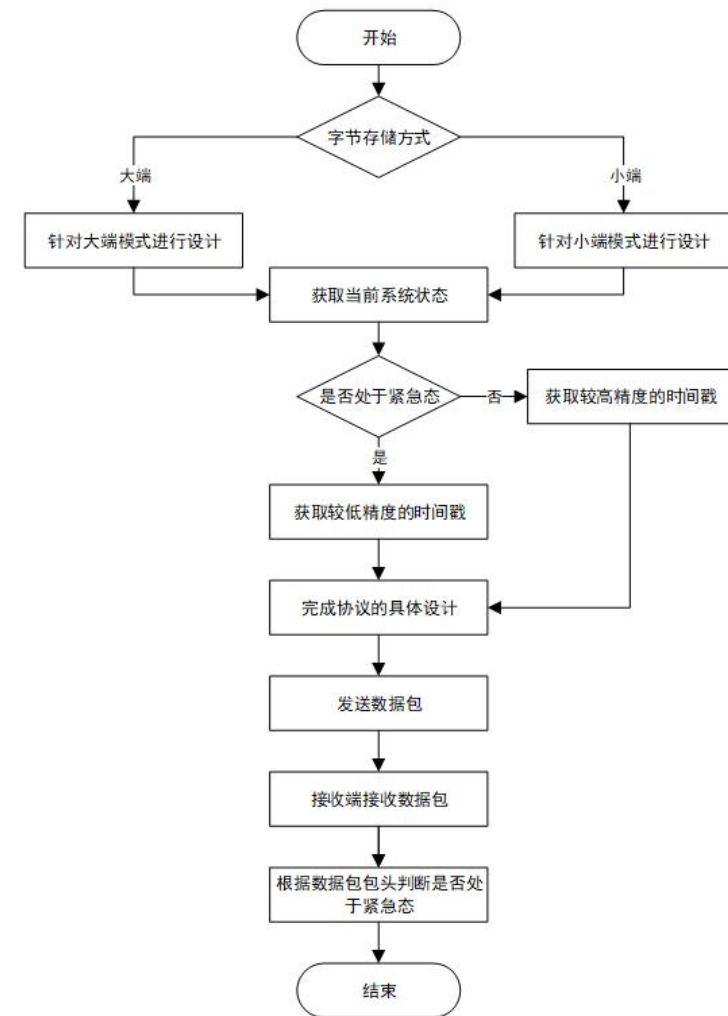 开始
字节存储方式
大端
小端
针对大端模式进行设计
针对小端模式进行设计
获取当前系统状态
是否处于紧急态
否
获取较高精度的时间戳
是
获取较低精度的时间戳
完成协议的具体设计
发送数据包
接收端接收数据包
根据数据包包头判断是否处
于紧急态
结束